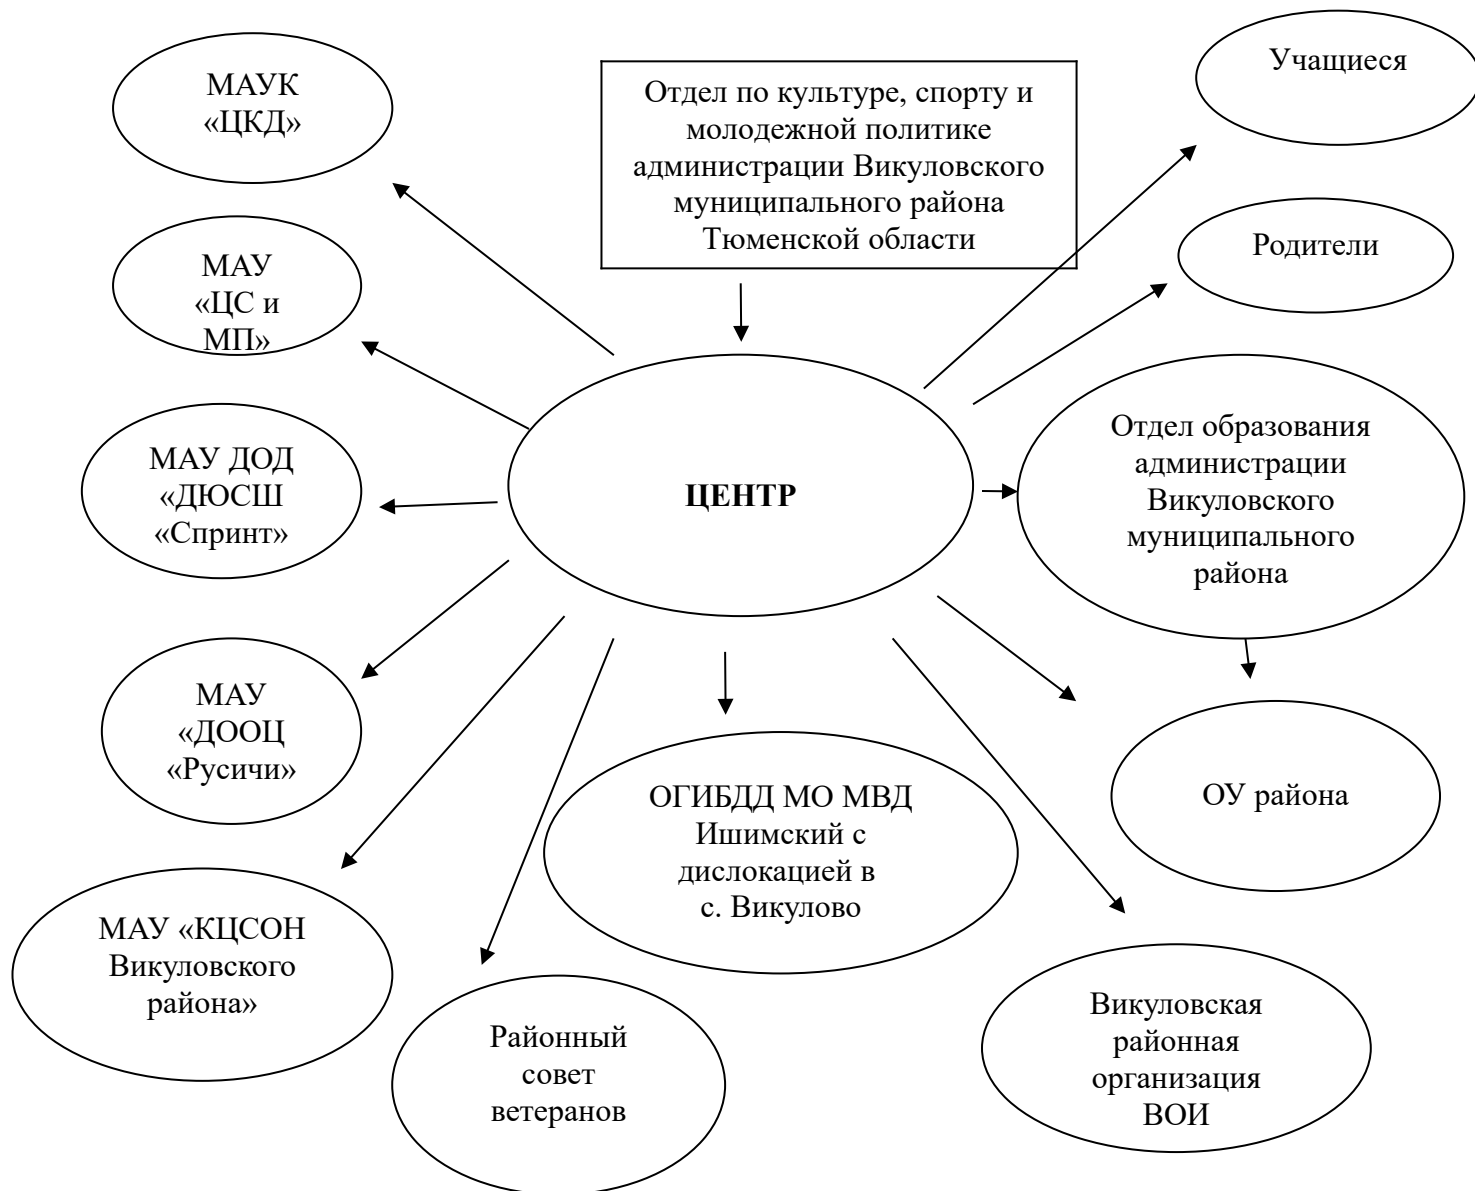 МАУК
«ЦКД»
Отдел по культуре, спорту и
молодежной политике
администрации Викуловского
муниципального района
Тюменской области
Учащиеся
МАУ
«ЦС и
МП»
Родители
МАУ ДОД
«ДЮСШ
«Спринт»
ЦЕНТР
Отдел образования
администрации
Викуловского
муниципального
района
МАУ
«ДООЦ
«Русичи»
ОГИБДД МО МВД
Ишимский с
дислокацией в
с. Викулово
ОУ района
МАУ «КЦСОН
Викуловского
района»
Районный
совет
ветеранов
Викуловская
районная
организация
ВОИ